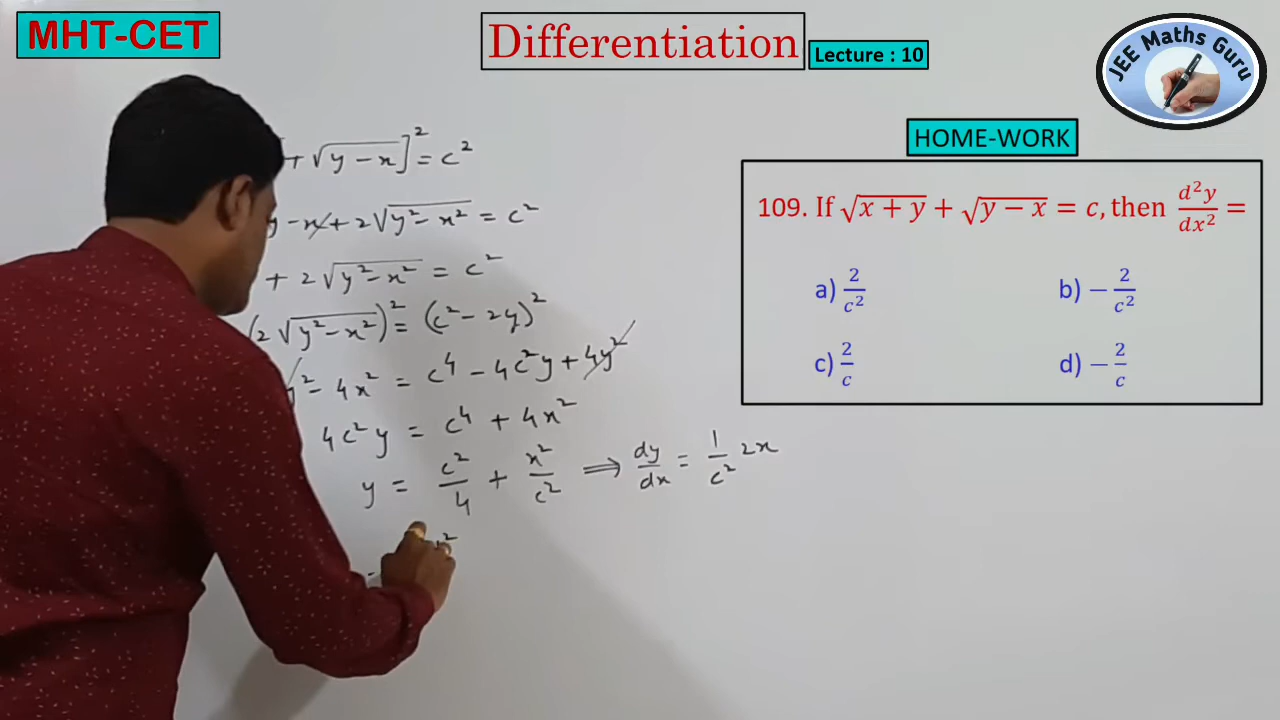 MHT-CET
Differentiation
Lecture : 10
JEE Maths Guru
HOME-WORK
109. If √(x + y) + √(y − x) = c, then d²y/dx² =
a) 2/c²
b) − 2/c²
c) 2/c
d) − 2/c
+ √(y − x)]² = c²
− x + 2√(y² − x²) = c²
+ 2√(y² − x²) = c²
(2√(y² − x²))² = (c² − 2y)²
² − 4x² = c⁴ − 4c²y + 4y²
4c²y = c⁴ + 4x²
y = c²/4 + x²/c² ⟹ dy/dx = 1/c² 2x